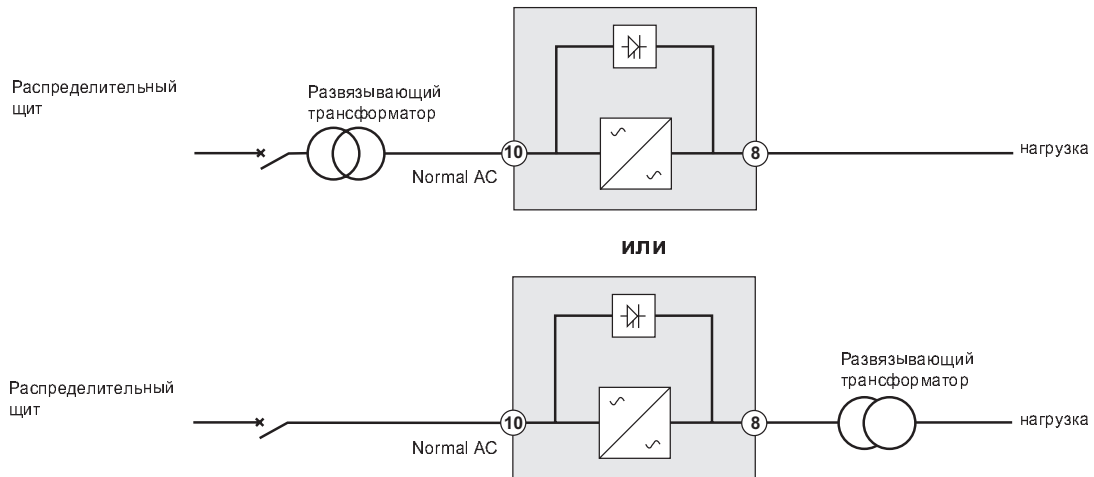 Распределительный
щит
Развязывающий
трансформатор
10
Normal AC
8
нагрузка
или
Распределительный
щит
10
Normal AC
8
Развязывающий
трансформатор
нагрузка